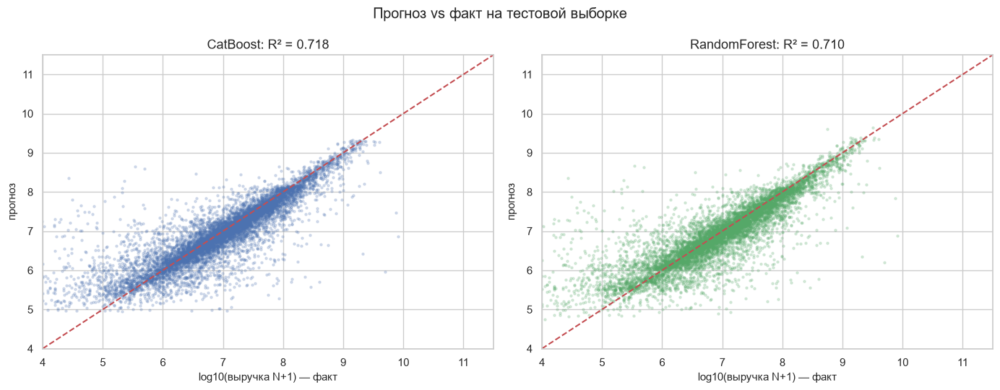 Прогноз vs факт на тестовой выборке
CatBoost: R² = 0.718
прогноз
11
10
9
8
7
6
5
4
4 5 6 7 8 9 10 11
log10(выручка N+1) — факт
RandomForest: R² = 0.710
прогноз
11
10
9
8
7
6
5
4
4 5 6 7 8 9 10 11
log10(выручка N+1) — факт